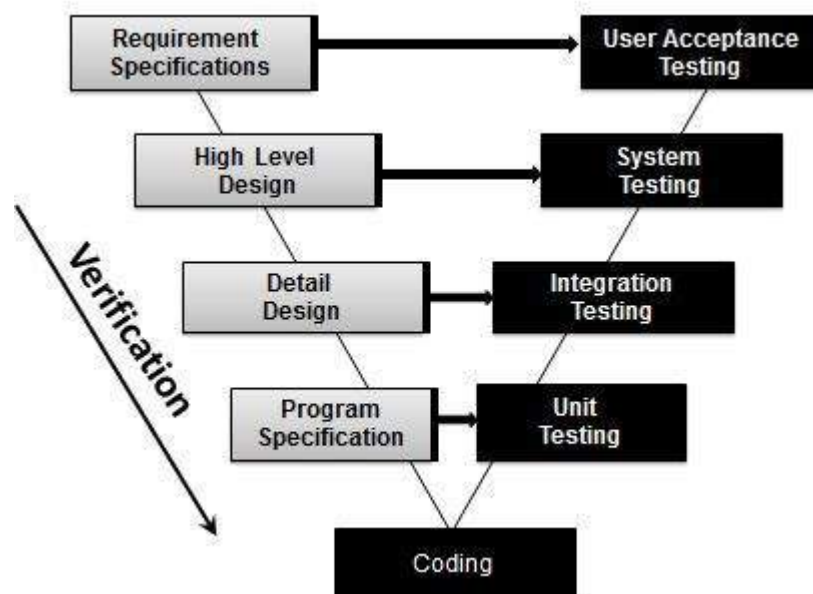 Requirement
Specifications
User Acceptance
Testing
High Level
Design
System
Testing
Verification
Detail
Design
Integration
Testing
Program
Specification
Unit
Testing
Coding